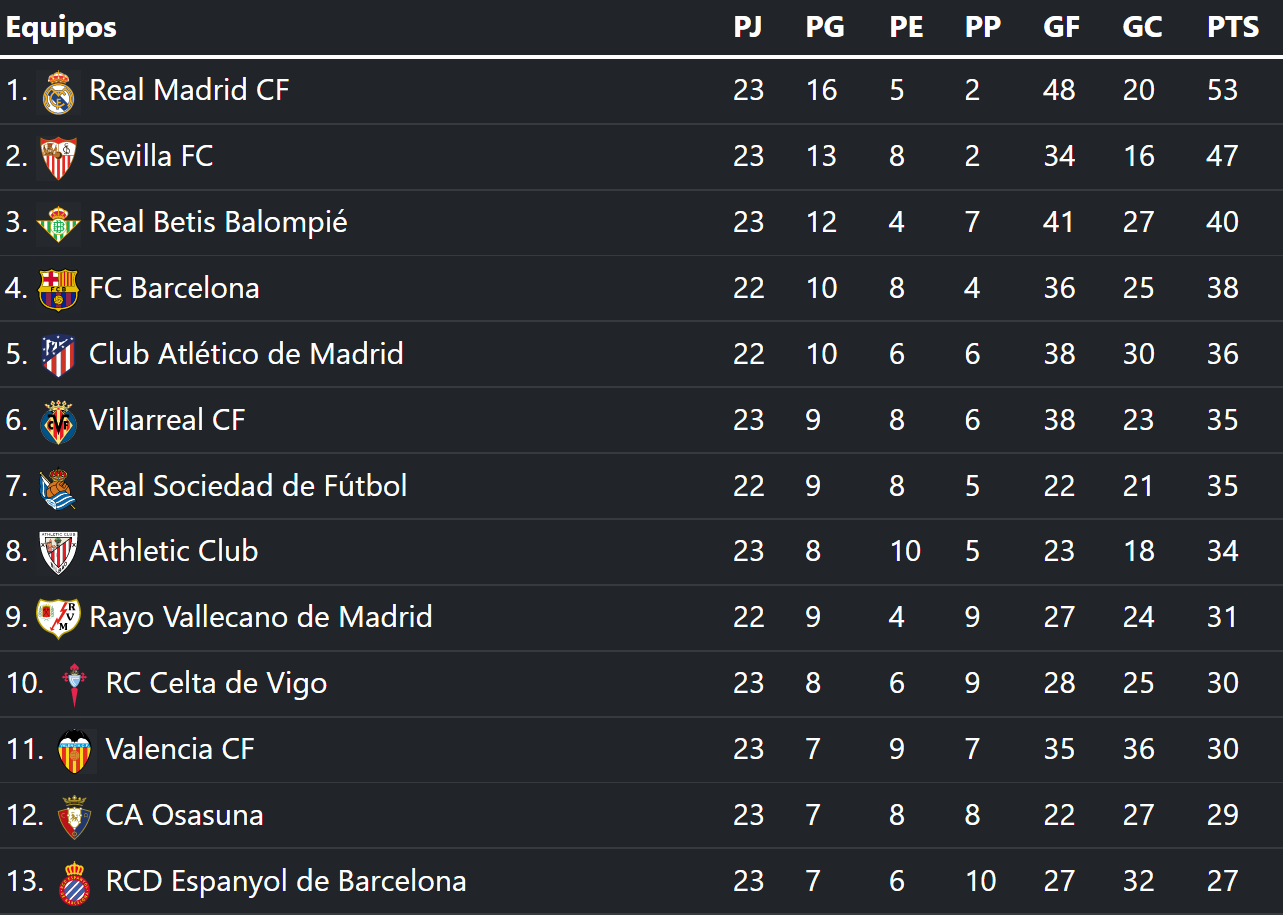 Equipos PJ PG PE PP GF GC PTS
1. Real Madrid CF 23 16 5 2 48 20 53
2. Sevilla FC 23 13 8 2 34 16 47
3. Real Betis Balompié 23 12 4 7 41 27 40
4. FC Barcelona 22 10 8 4 36 25 38
5. Club Atlético de Madrid 22 10 6 6 38 30 36
6. Villarreal CF 23 9 8 6 38 23 35
7. Real Sociedad de Fútbol 22 9 8 5 22 21 35
8. Athletic Club 23 8 10 5 23 18 34
9. Rayo Vallecano de Madrid 22 9 4 9 27 24 31
10. RC Celta de Vigo 23 8 6 9 28 25 30
11. Valencia CF 23 7 9 7 35 36 30
12. CA Osasuna 23 7 8 8 22 27 29
13. RCD Espanyol de Barcelona 23 7 6 10 27 32 27